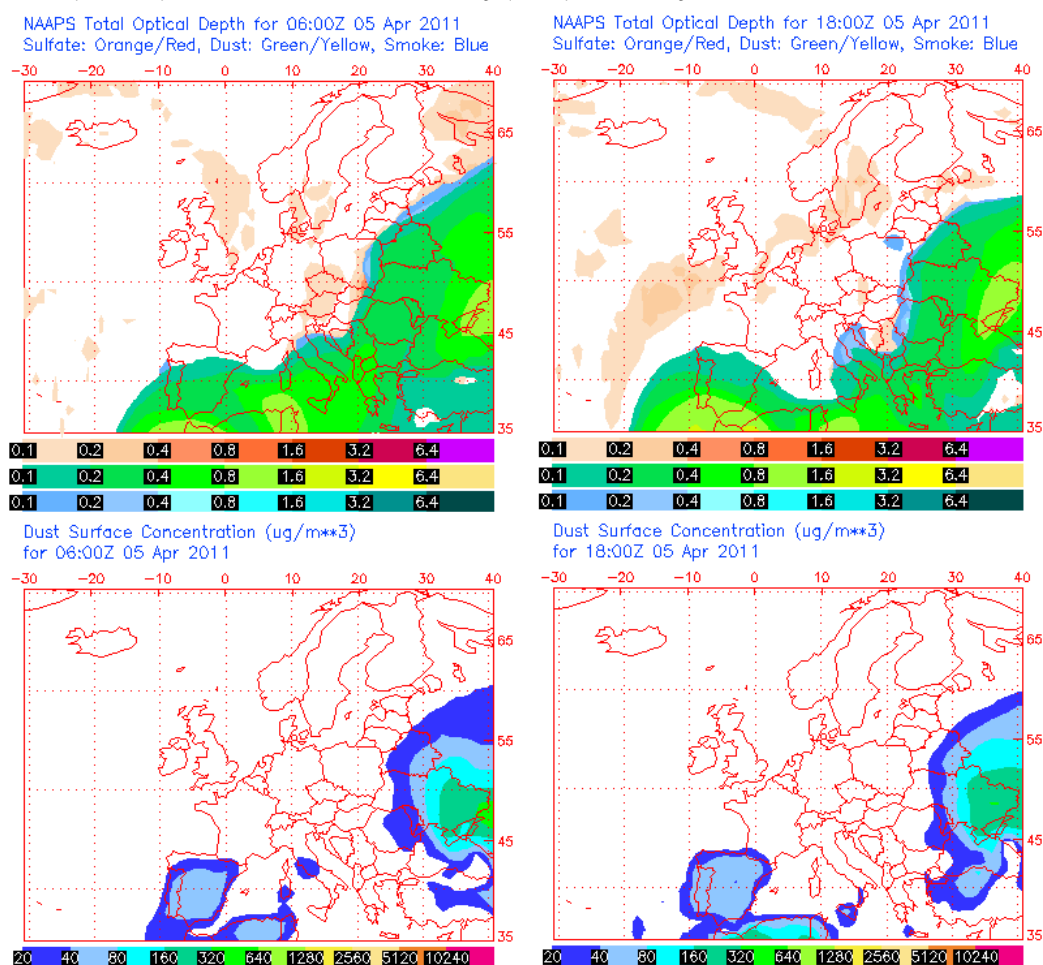 NAAPS Total Optical Depth for 06:00Z 05 Apr 2011
Sulfate: Orange/Red, Dust: Green/Yellow, Smoke: Blue
-30 -20 -10 0 10 20 30 40
65
55
45
35
0.1 0.2 0.4 0.8 1.6 3.2 6.4
0.1 0.2 0.4 0.8 1.6 3.2 6.4
0.1 0.2 0.4 0.8 1.6 3.2 6.4
NAAPS Total Optical Depth for 18:00Z 05 Apr 2011
Sulfate: Orange/Red, Dust: Green/Yellow, Smoke: Blue
-30 -20 -10 0 10 20 30 40
65
55
45
35
0.1 0.2 0.4 0.8 1.6 3.2 6.4
0.1 0.2 0.4 0.8 1.6 3.2 6.4
0.1 0.2 0.4 0.8 1.6 3.2 6.4
Dust Surface Concentration (ug/m**3)
for 06:00Z 05 Apr 2011
-30 -20 -10 0 10 20 30 40
65
55
45
35
20 40 80 160 320 640 1280 2560 5120 10240
Dust Surface Concentration (ug/m**3)
for 18:00Z 05 Apr 2011
-30 -20 -10 0 10 20 30 40
65
55
45
35
20 40 80 160 320 640 1280 2560 5120 10240